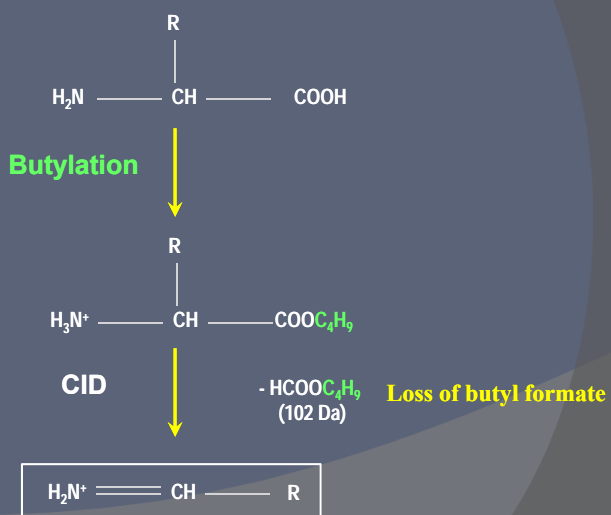 R
H₂N CH COOH
Butylation
R
H₃N⁺ CH COOC₄H₉
CID
- HCOOC₄H₉ Loss of butyl formate
(102 Da)
H₂N⁺ CH R